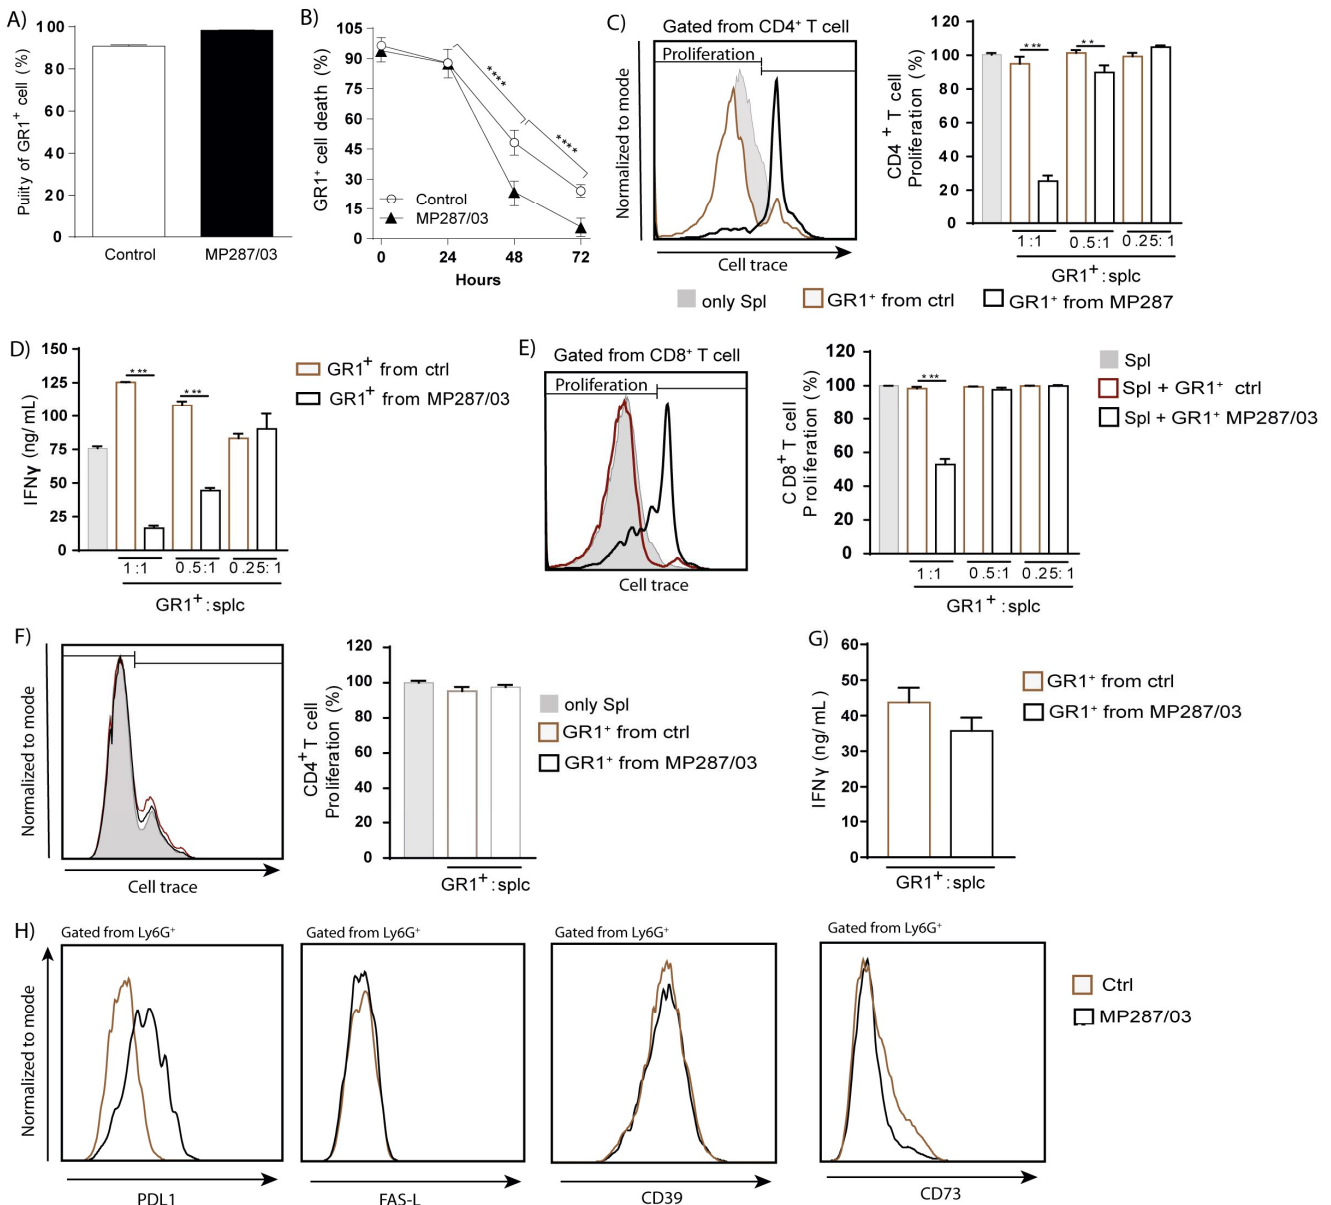 A)
Puiity of GR1+ cell (%)
100
80
60
40
20
0
Control
MP287/03
B)
GR1+ cell death (%)
105
90
75
60
45
30
15
0
****
****
Control
MP287/03
0
24
48
72
Hours
C)
Gated from CD4+ T cell
Proliferation
Normalized to mode
Cell trace
CD4 + T cell
Proliferation (%)
120
100
80
60
40
20
0
***
**
1 :1
0 .5: 1
0 .25: 1
GR1+ : splc
only Spl
GR1+ from ctrl
GR1+ from MP287
D)
IFNγ (ng/mL)
150
125
100
75
50
25
0
***
***
1 :1
0 .5:1
0 .25: 1
GR1+ : splc
GR1+ from ctrl
GR1+ from MP287/03
E)
Gated from CD8+ T cell
Proliferation
Cell trace
CD8+ T cell
Proliferation (%)
120
100
80
60
40
20
0
***
1 :1
0 .5:1
0 .25: 1
GR1+ : splc
Spl
Spl + GR1+ ctrl
Spl + GR1+ MP287/03
F)
Normalized to mode
Cell trace
CD4+ T cell
Proliferation (%)
120
100
80
60
40
20
0
GR1+ : splc
only Spl
GR1+ from ctrl
GR1+ from MP287/03
G)
IFNγ (ng/mL)
60
50
40
30
20
10
0
GR1+ : splc
GR1+ from ctrl
GR1+ from MP287/03
H)
Normalized to mode
Gated from Ly6G+
PDL1
Gated from Ly6G+
FAS-L
Gated from Ly6G+
CD39
Gated from Ly6G+
CD73
Ctrl
MP287/03